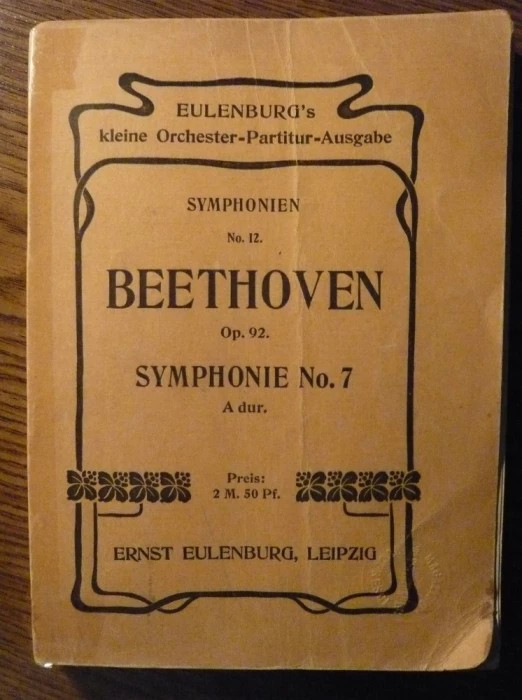 EULENBURG's
kleine Orchester-Partitur-Ausgabe
SYMPHONIEN
No. 12.
BEETHOVEN
Op. 92.
SYMPHONIE No. 7
A dur.
Preis:
2 M. 50 Pf.
ERNST EULENBURG, LEIPZIG